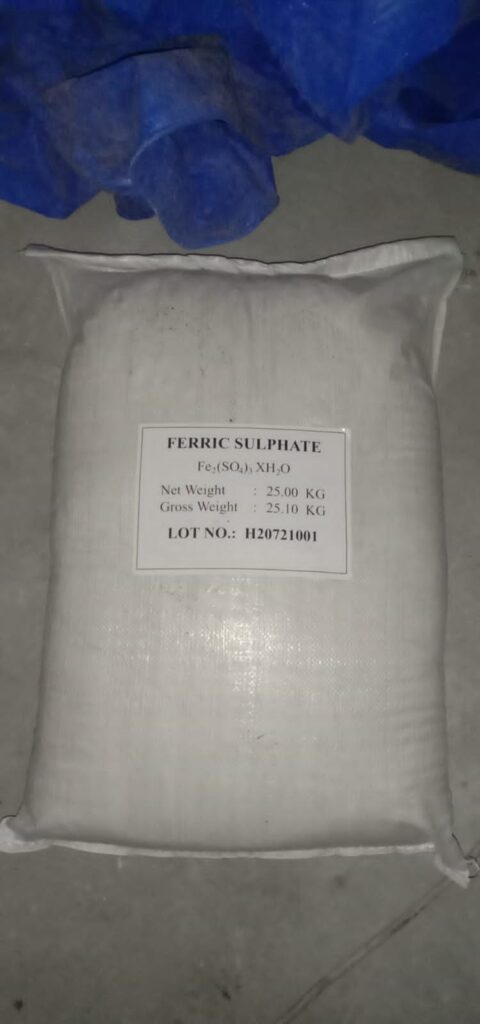 FERRIC SULPHATE
Fe₂(SO₄)₃ XH₂O
Net Weight : 25.00 KG
Gross Weight : 25.10 KG
LOT NO.: H20721001